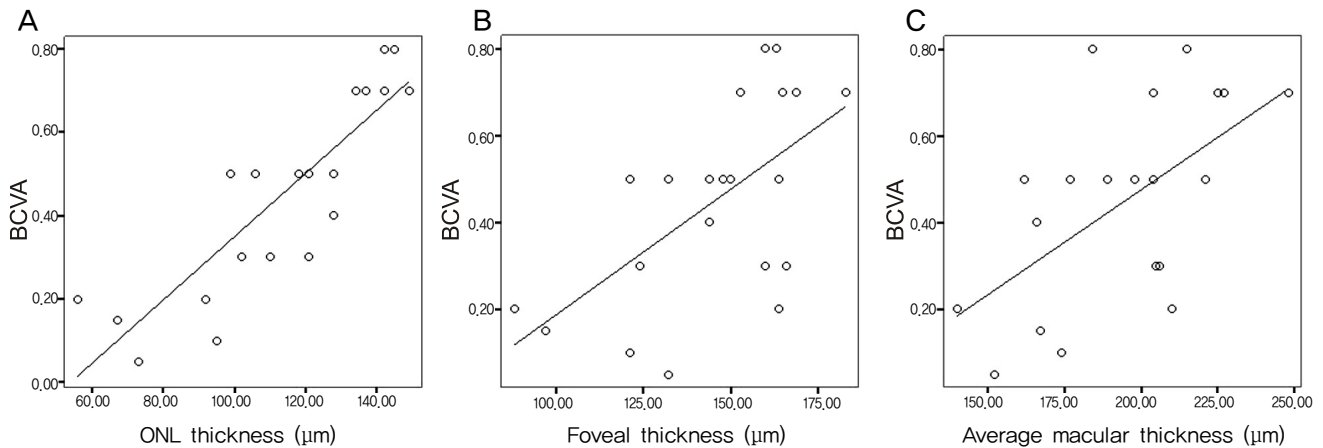 A
BCVA
0.80
0.60
0.40
0.20
0.00
60.00 80.00 100.00 120.00 140.00
ONL thickness (μm)
B
BCVA
0.80
0.60
0.40
0.20
100.00 125.00 150.00 175.00
Foveal thickness (μm)
C
BCVA
0.80
0.60
0.40
0.20
150.00 175.00 200.00 225.00 250.00
Average macular thickness (μm)